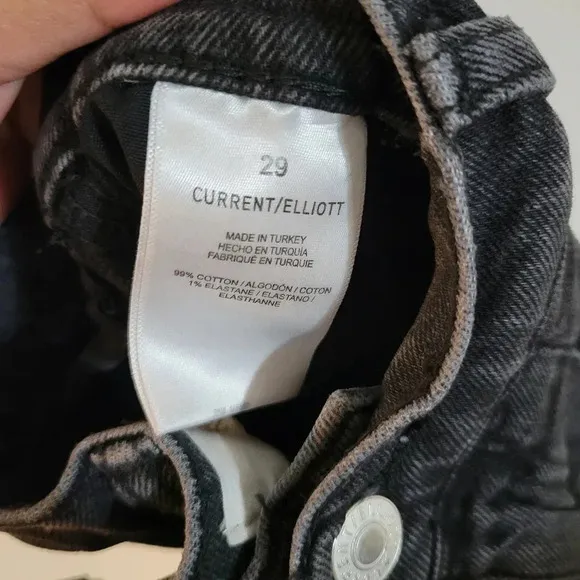 29
CURRENT/ELLIOTT
MADE IN TURKEY
HECHO EN TURQUÍA
FABRIQUÉ EN TURQUIE
99% COTTON / ALGODÓN / COTON
1% ELASTANE / ELASTANO /
ELASTHANNE